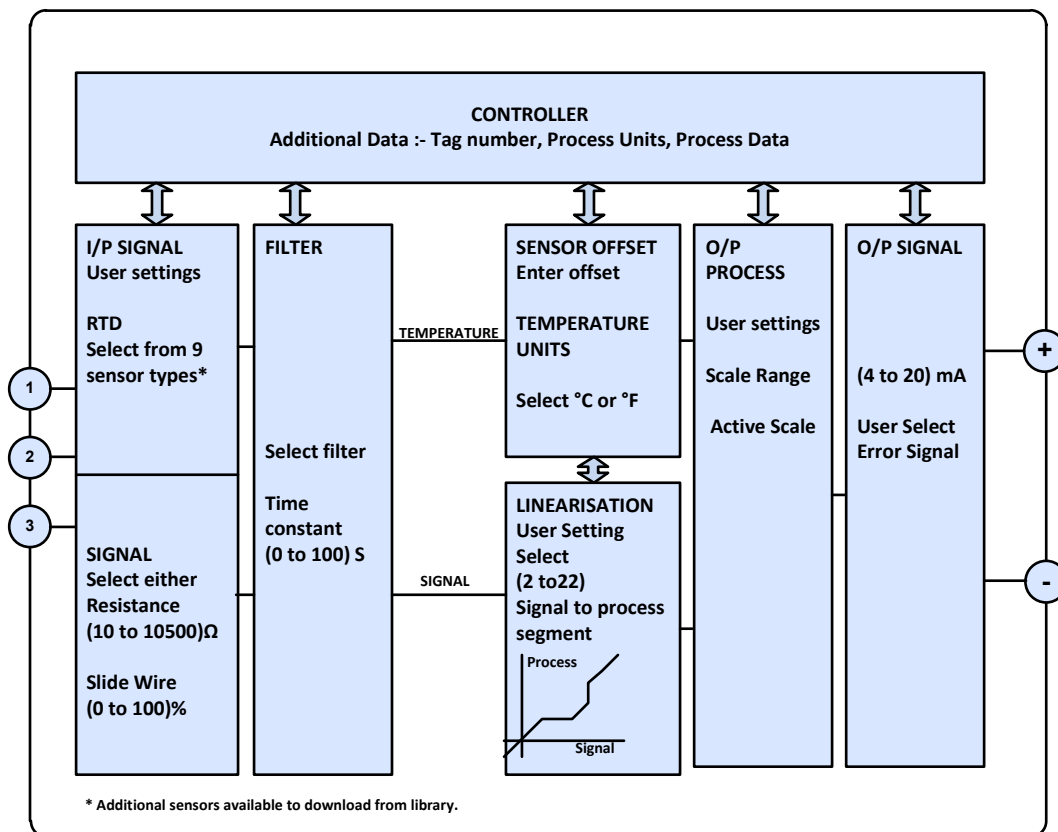 CONTROLLER
Additional Data :- Tag number, Process Units, Process Data
I/P SIGNAL
User settings
RTD
Select from 9
sensor types*
1
2
3
SIGNAL
Select either
Resistance
(10 to 10500)Ω
Slide Wire
(0 to 100)%
FILTER
Select filter
Time
constant
(0 to 100) S
TEMPERATURE
SIGNAL
SENSOR OFFSET
Enter offset
TEMPERATURE
UNITS
Select °C or °F
LINEARISATION
User Setting
Select
(2 to22)
Signal to process
segment
Process
Signal
O/P
PROCESS
User settings
Scale Range
Active Scale
O/P SIGNAL
(4 to 20) mA
User Select
Error Signal
+
-
* Additional sensors available to download from library.